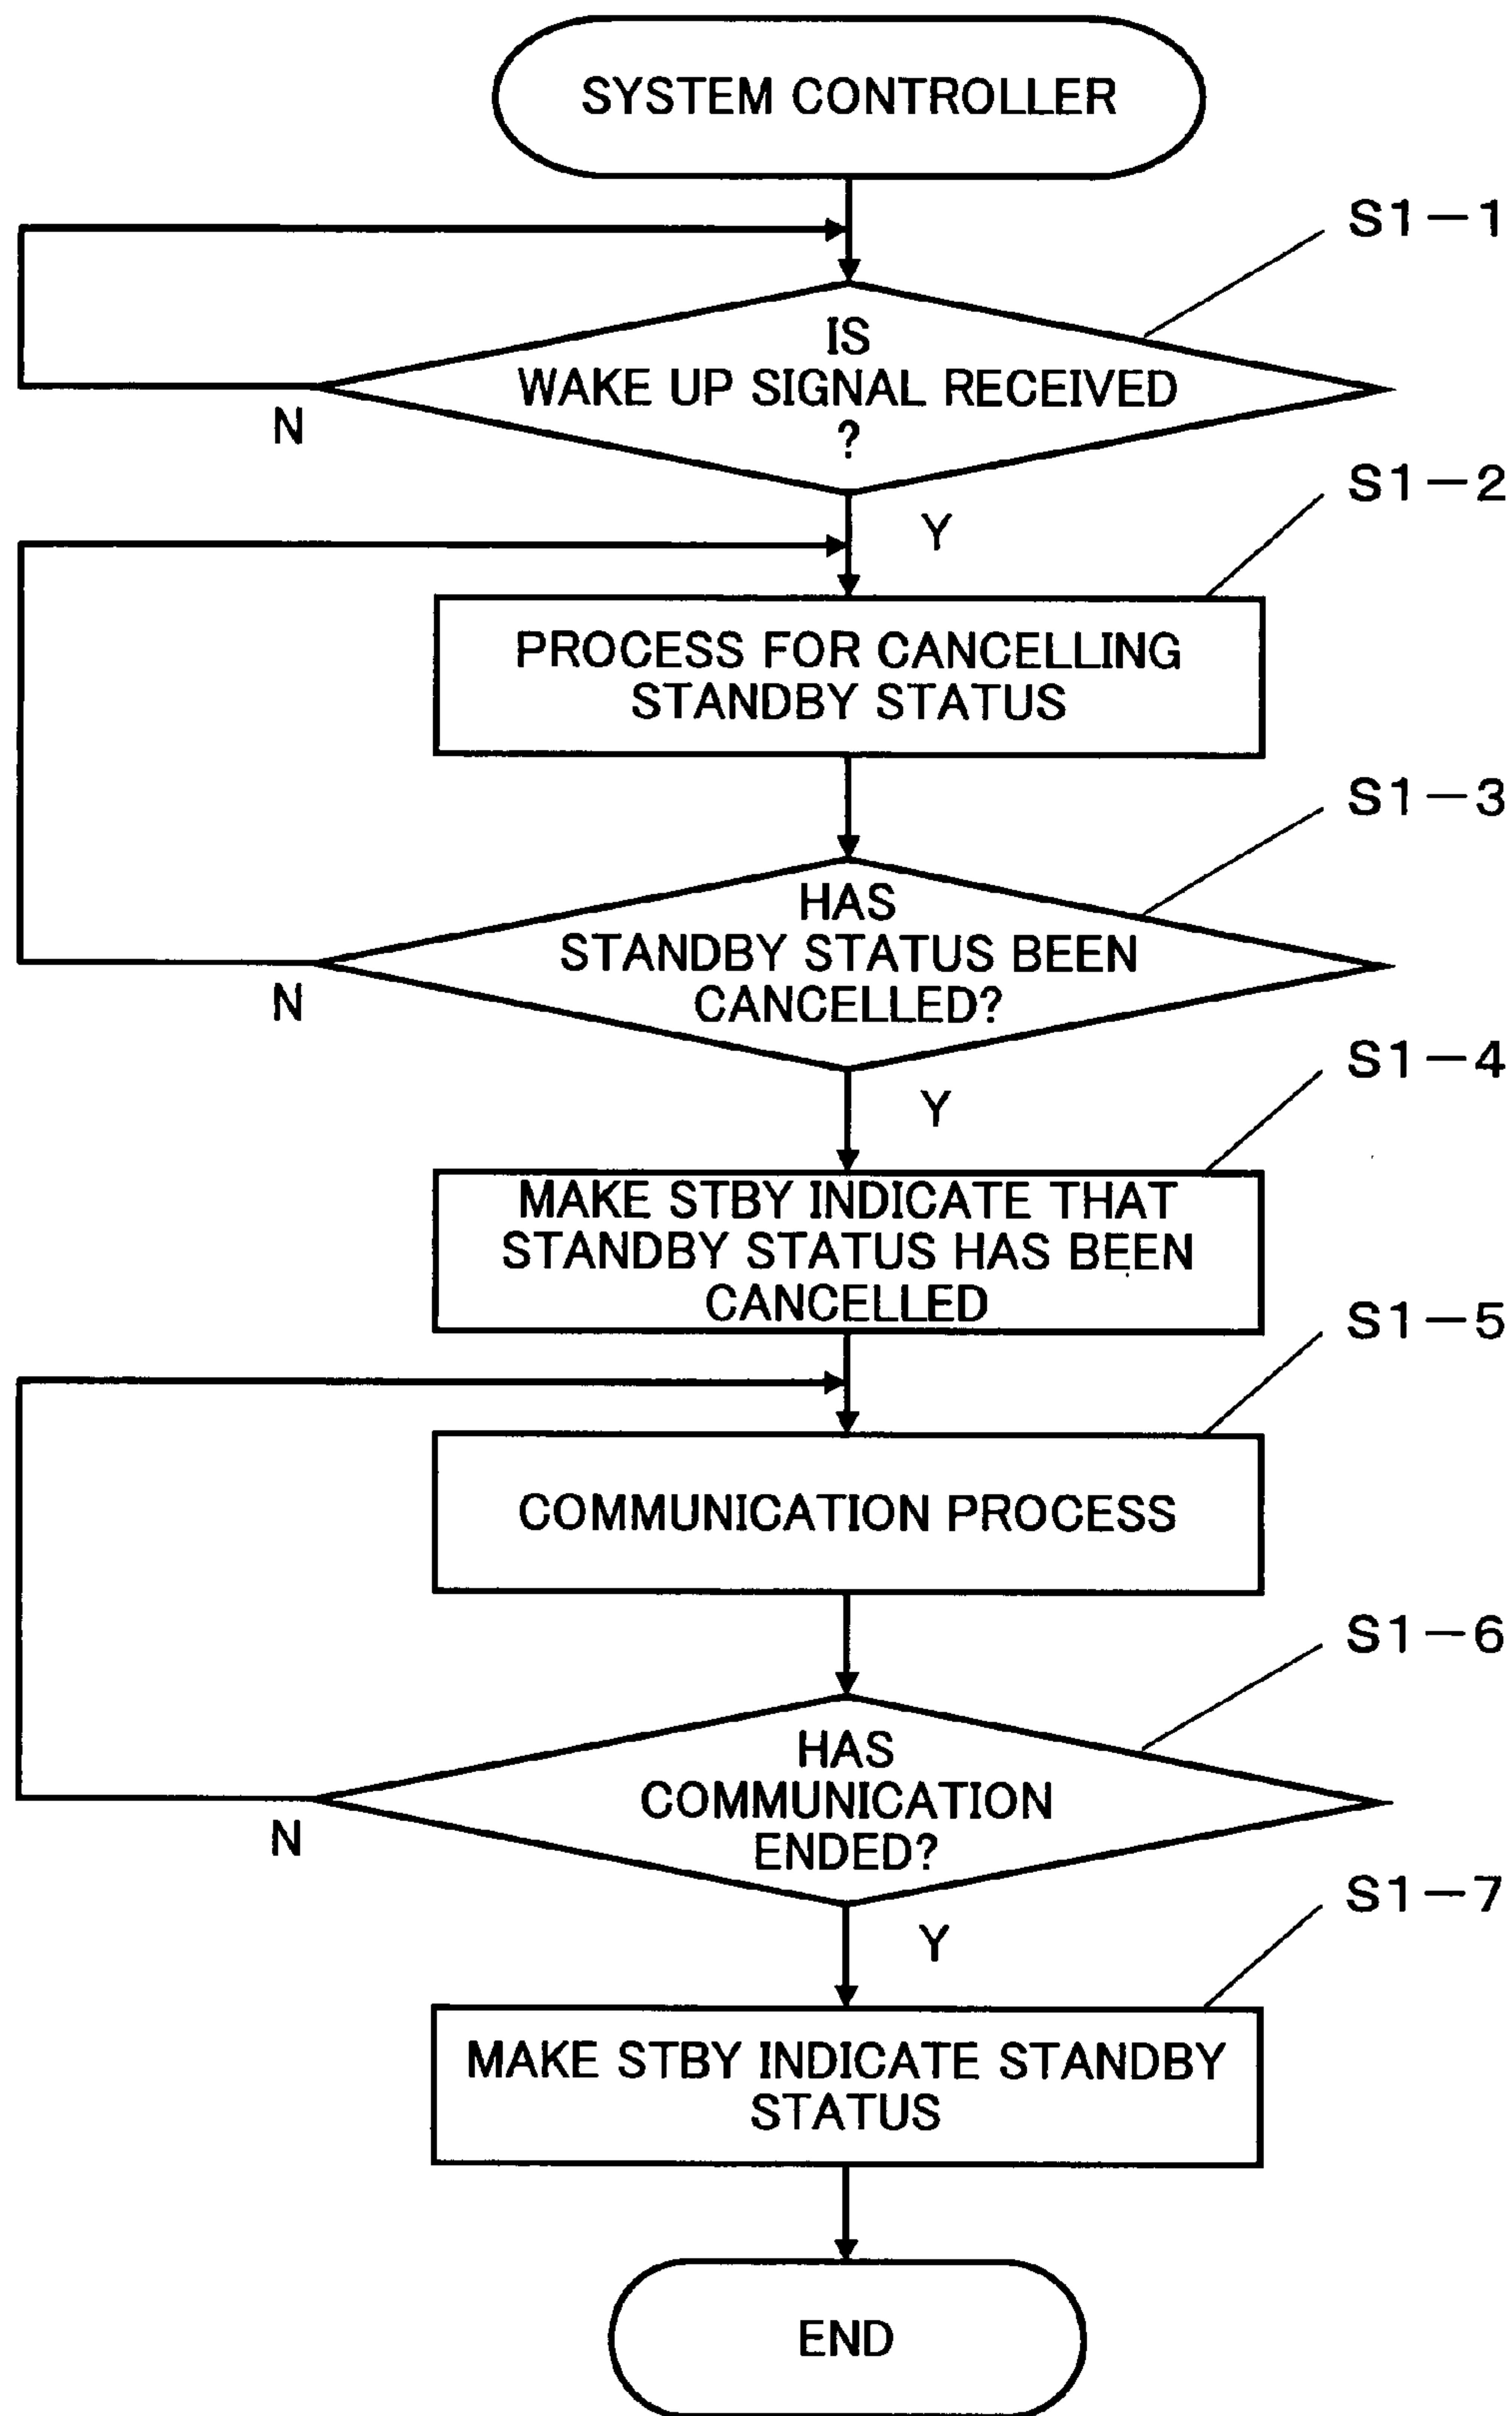 SYSTEM CONTROLLER
S1-1
IS
WAKE UP SIGNAL RECEIVED
?
N
Y
S1-2
PROCESS FOR CANCELLING
STANDBY STATUS
S1-3
HAS
STANDBY STATUS BEEN
CANCELLED?
N
Y
S1-4
MAKE STBY INDICATE THAT
STANDBY STATUS HAS BEEN
CANCELLED
S1-5
COMMUNICATION PROCESS
S1-6
HAS
COMMUNICATION
ENDED?
N
Y
S1-7
MAKE STBY INDICATE STANDBY
STATUS
END